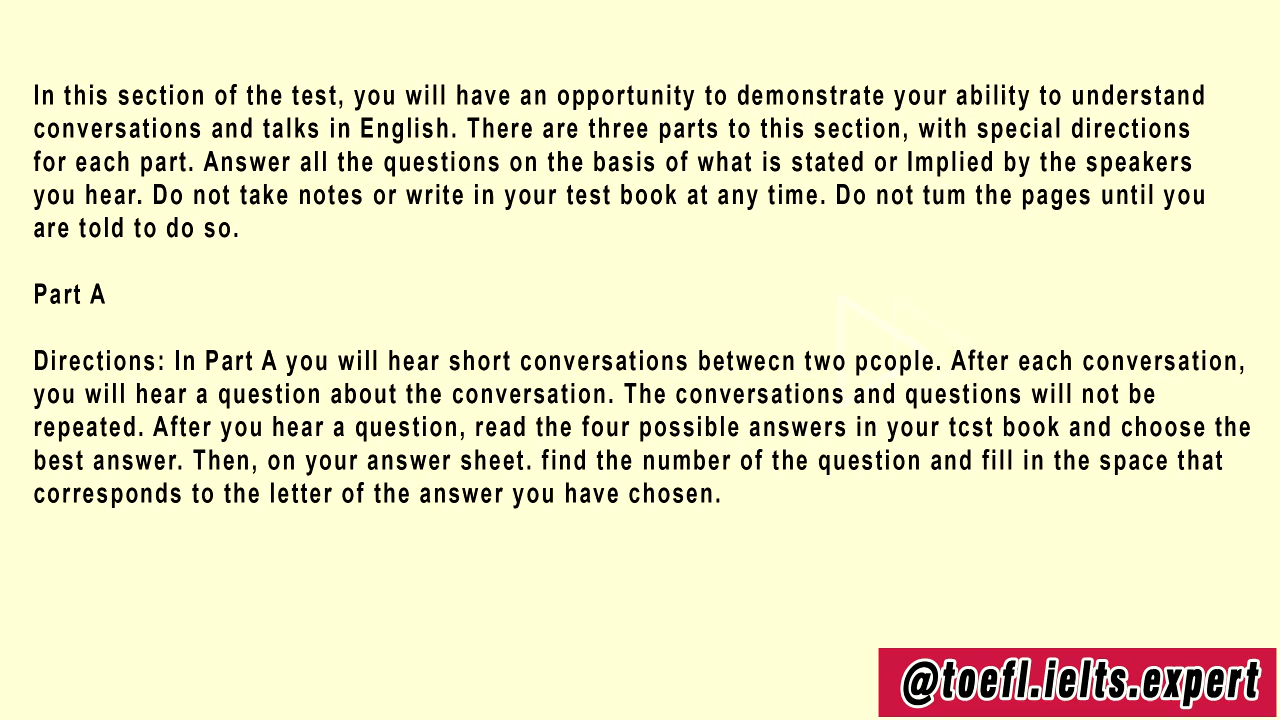 In this section of the test, you will have an opportunity to demonstrate your ability to understand
conversations and talks in English. There are three parts to this section, with special directions
for each part. Answer all the questions on the basis of what is stated or Implied by the speakers
you hear. Do not take notes or write in your test book at any time. Do not tum the pages until you
are told to do so.
Part A
Directions: In Part A you will hear short conversations betwecn two pcople. After each conversation,
you will hear a question about the conversation. The conversations and questions will not be
repeated. After you hear a question, read the four possible answers in your tcst book and choose the
best answer. Then, on your answer sheet. find the number of the question and fill in the space that
corresponds to the letter of the answer you have chosen.
@toefl.ielts.expert